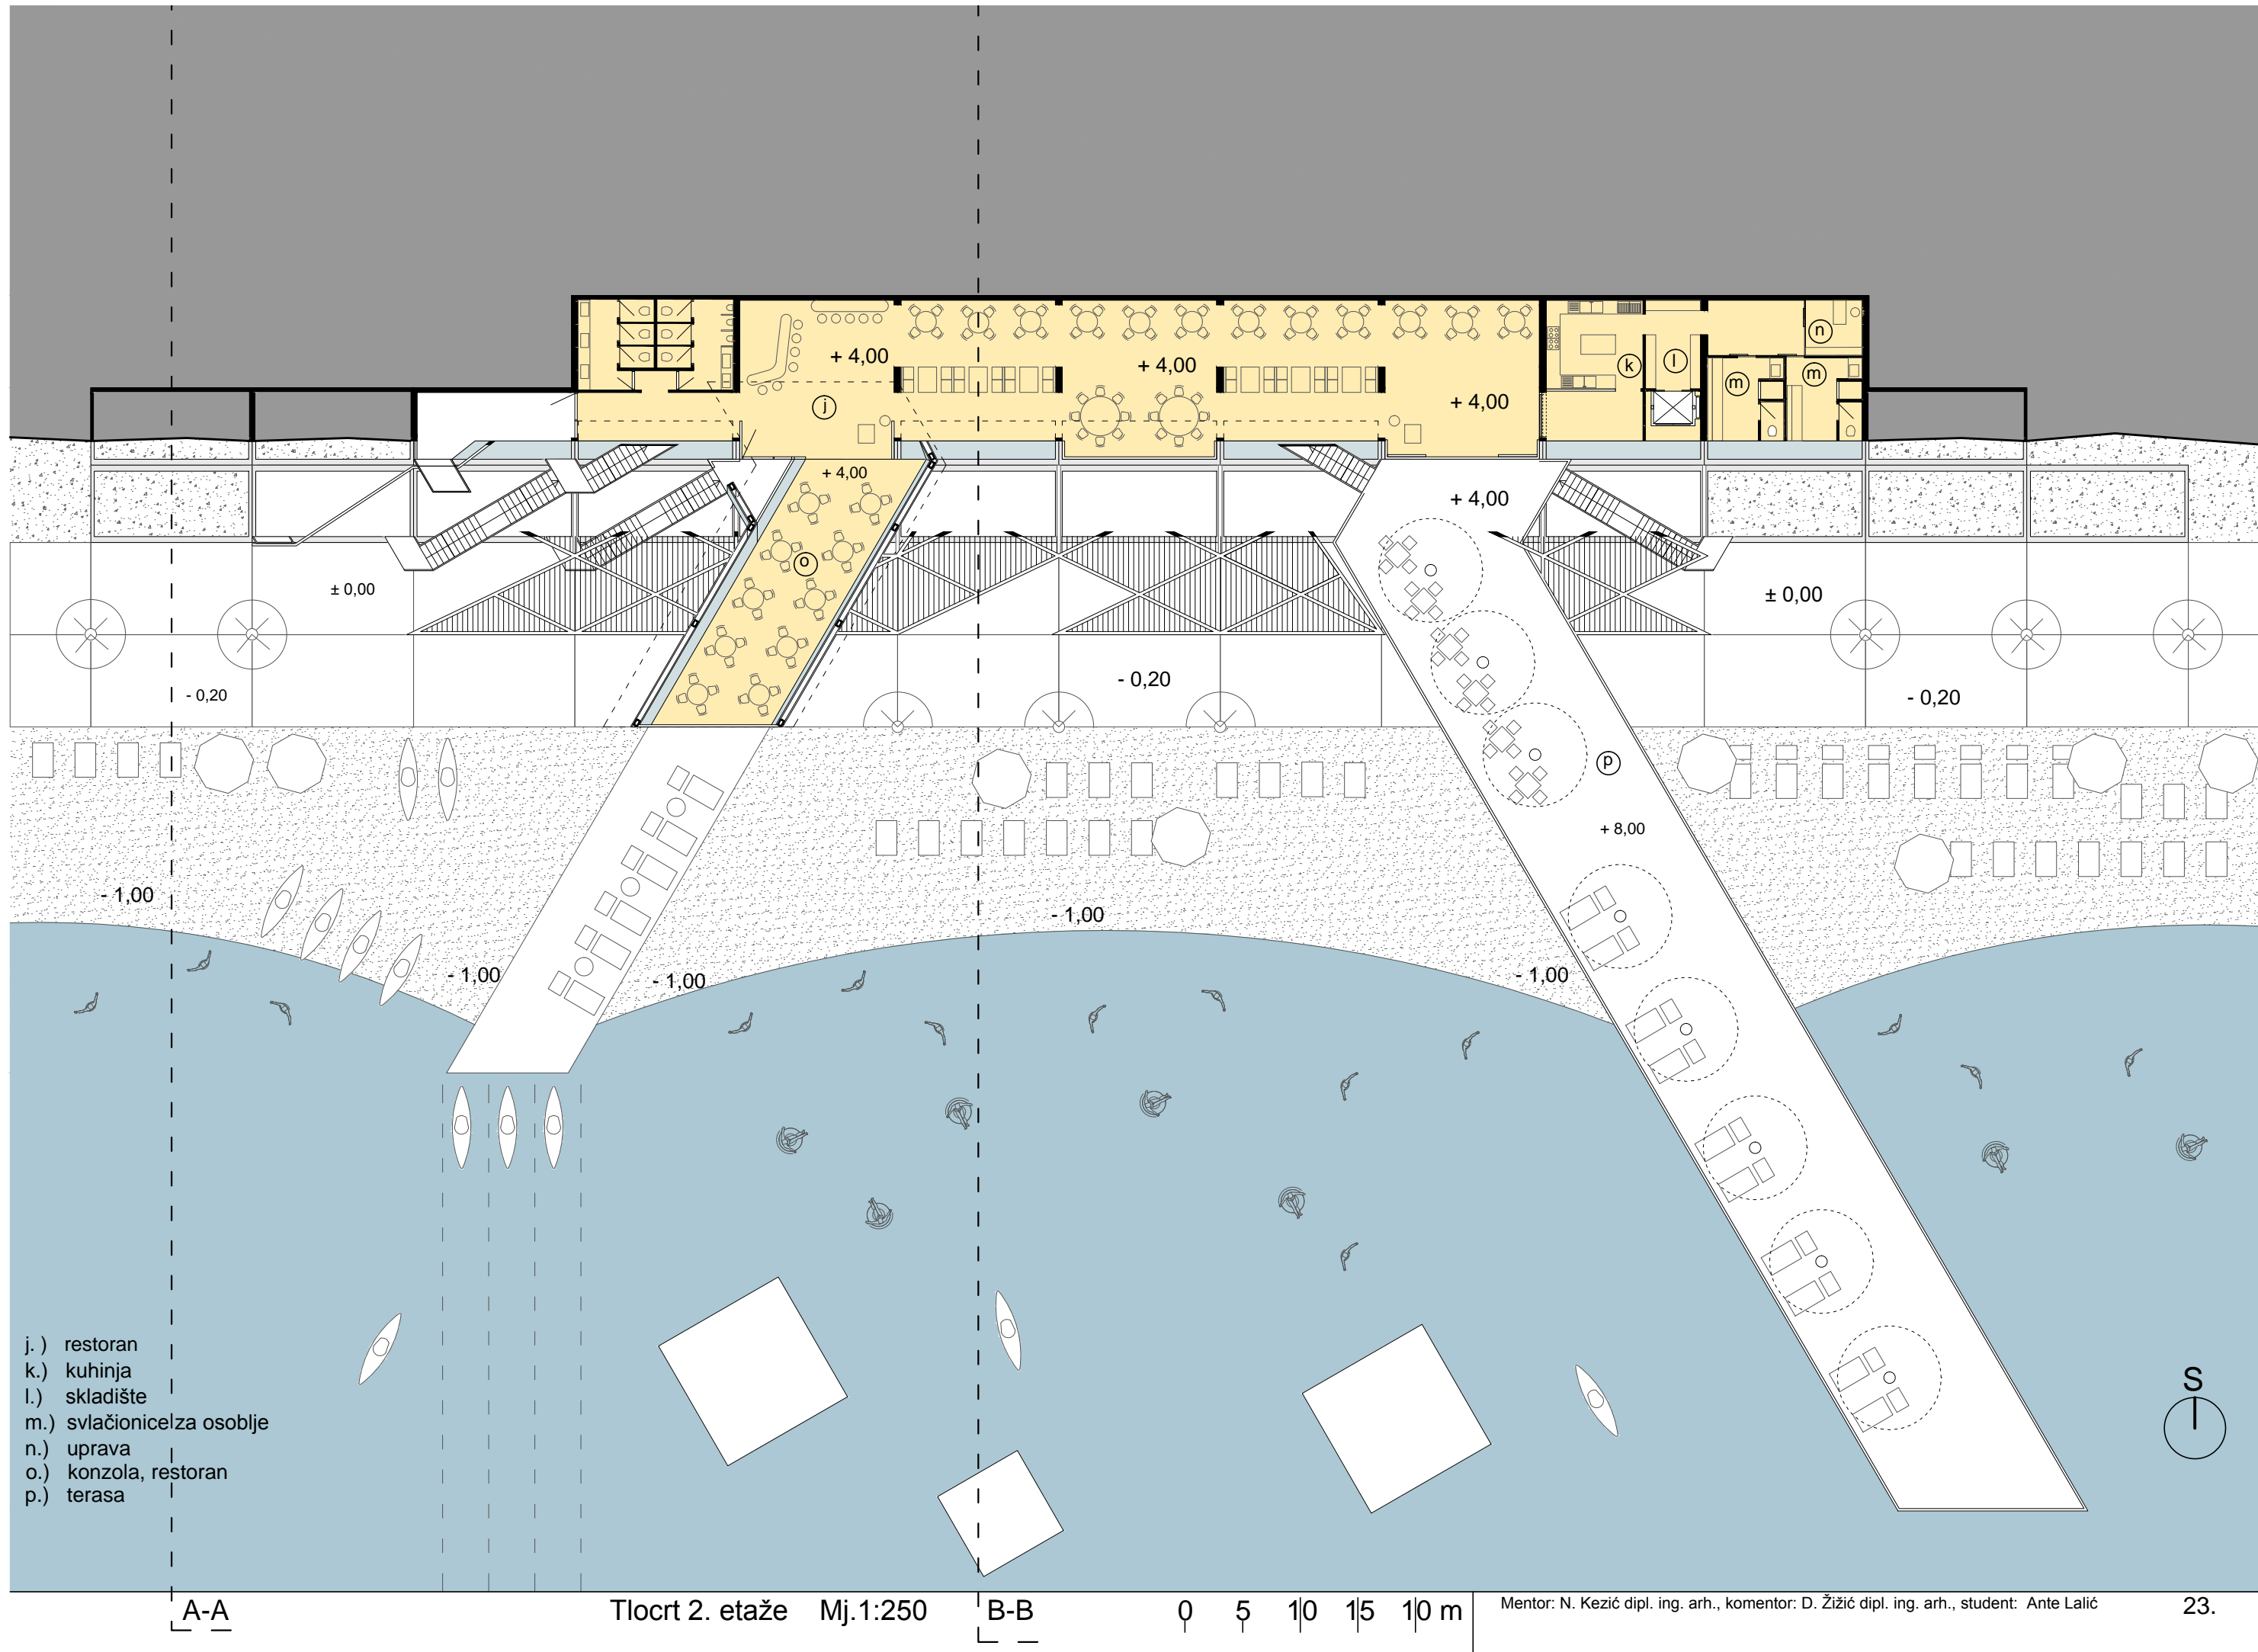 n
+ 4,00
+ 4,00
k
l
m
m
+ 4,00
j
+ 4,00
+ 4,00
o
± 0,00
± 0,00
- 0,20
- 0,20
- 0,20
p
+ 8,00
- 1,00
- 1,00
- 1,00
- 1,00
- 1,00
j. ) restoran
k.) kuhinja
l.) skladište
m.) svlačionice za osoblje
n.) uprava
o.) konzola, restoran
p.) terasa
S
A-A
Tlocrt 2. etaže Mj.1:250
B-B
0 5 10 15 10 m
Mentor: N. Kezić dipl. ing. arh., komentor: D. Žižić dipl. ing. arh., student: Ante Lalić
23.